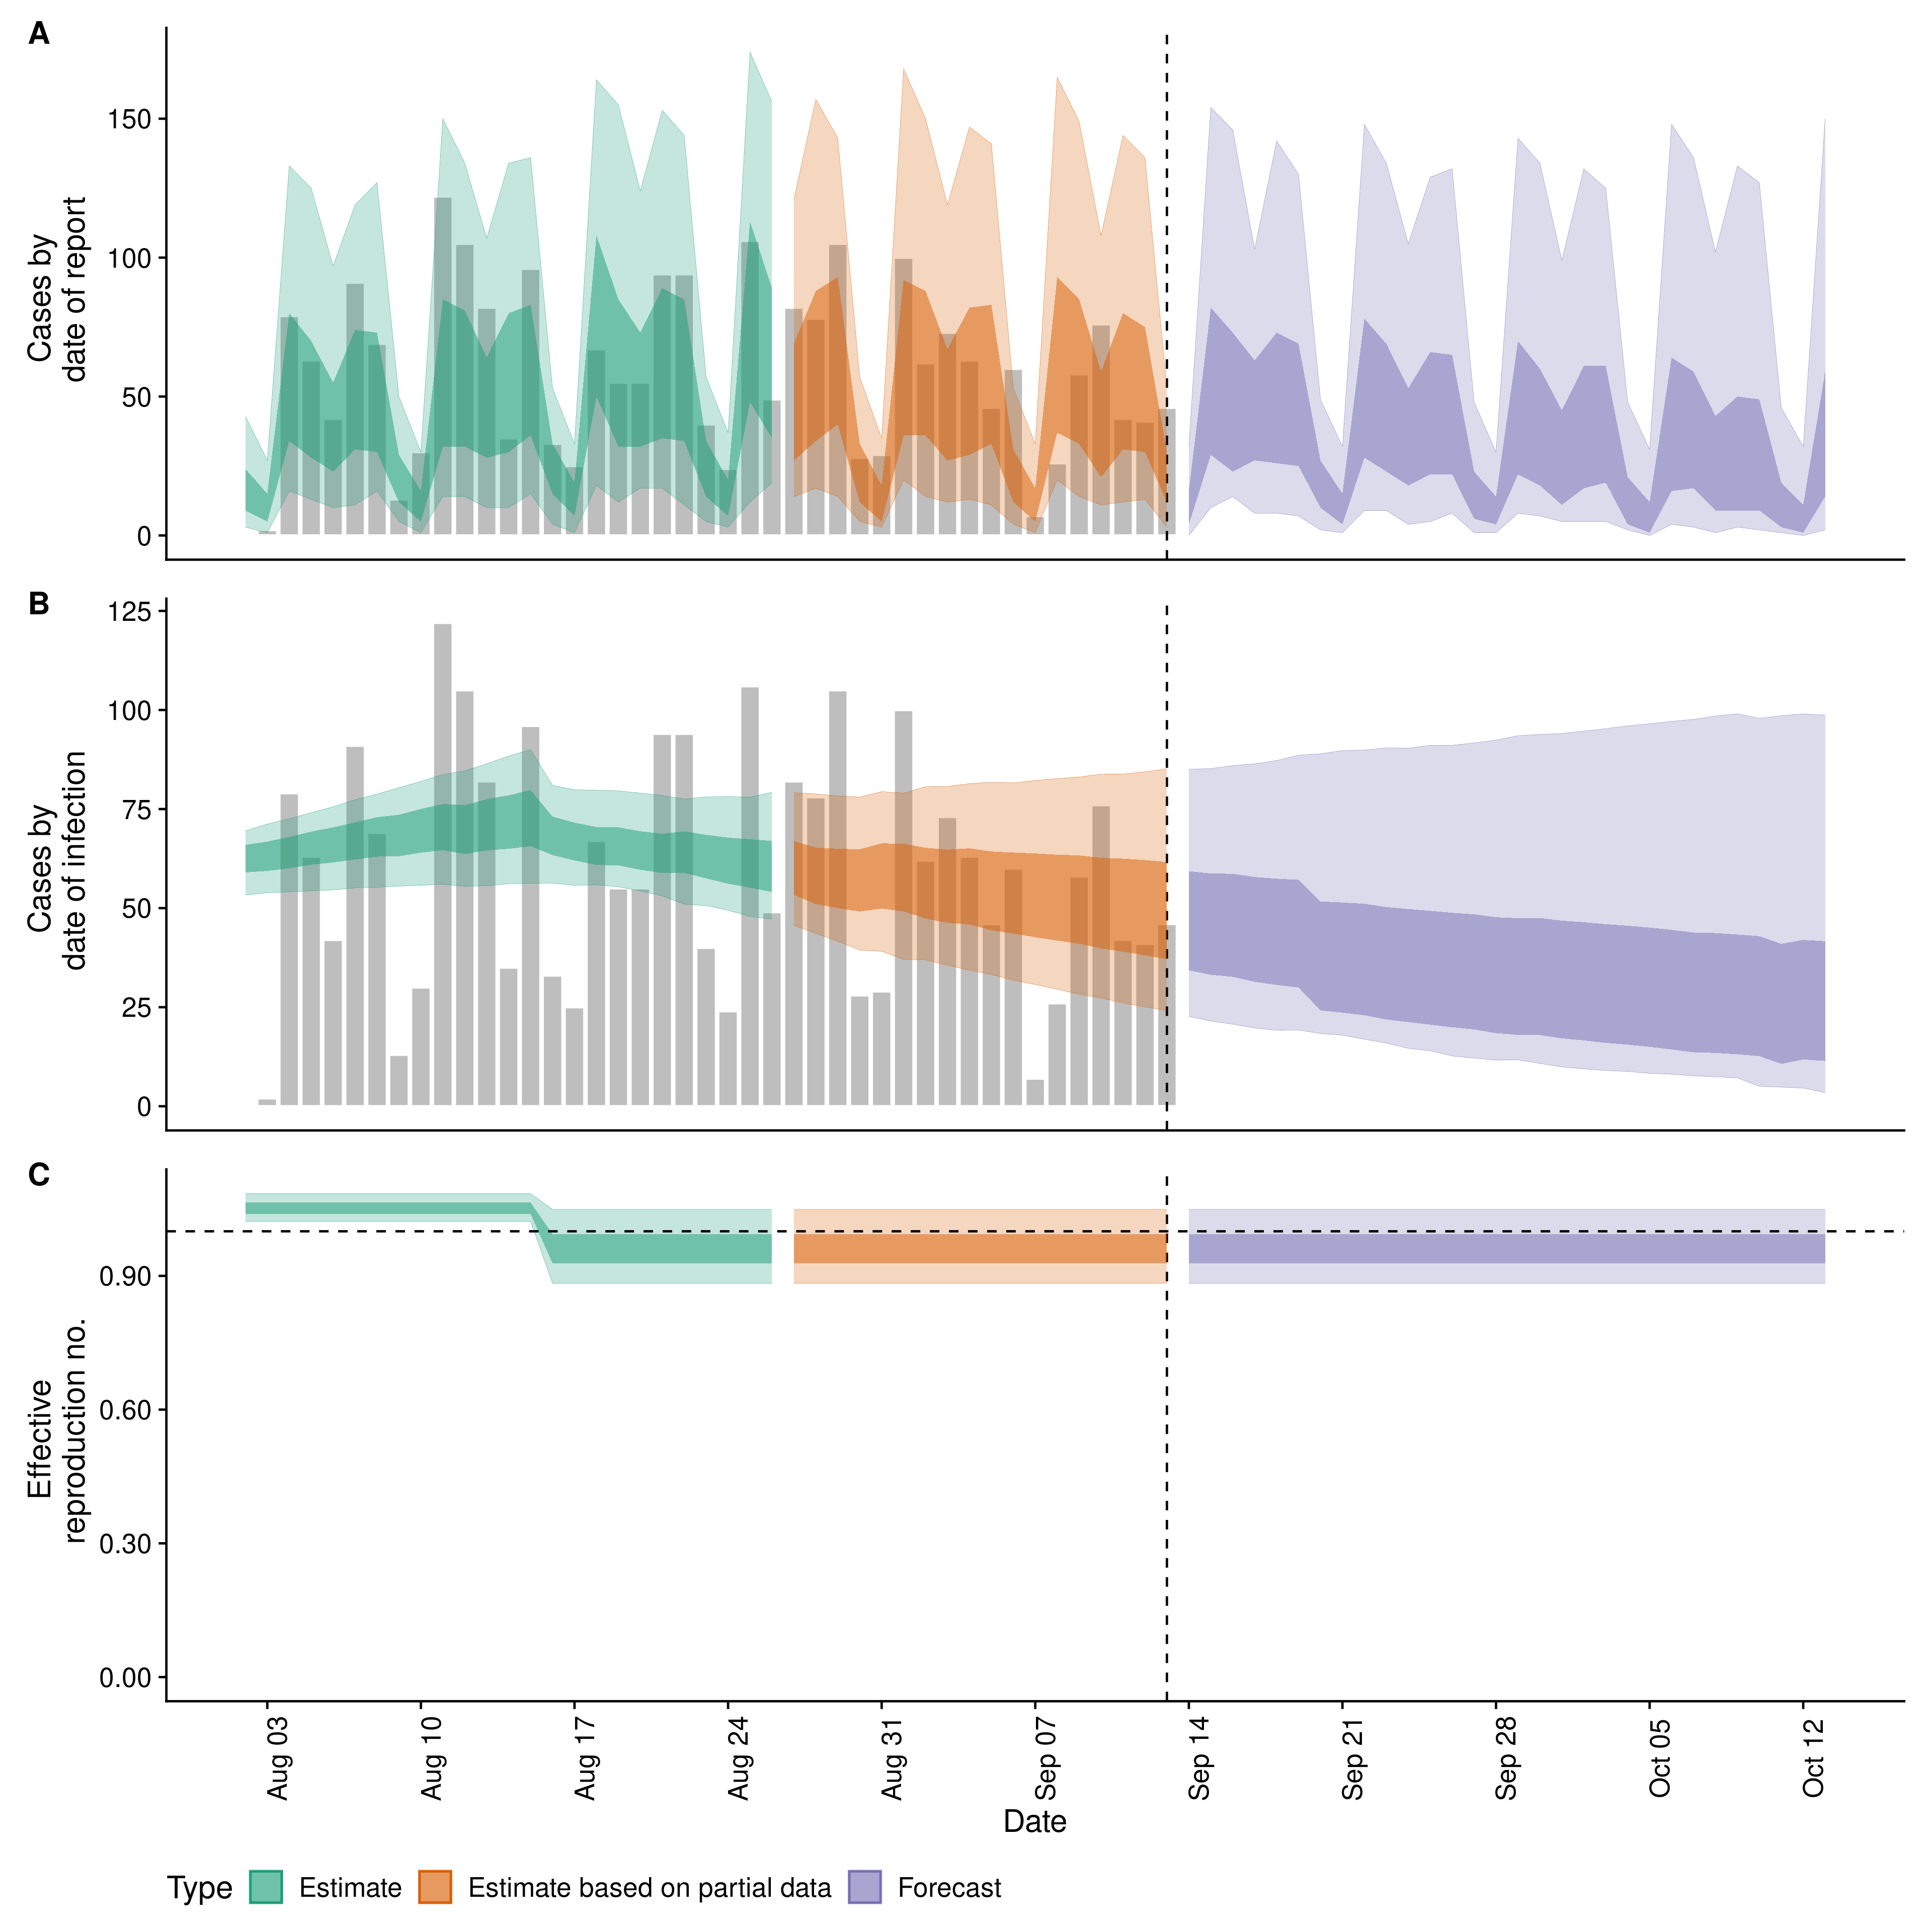 A
Cases by
date of report
150
100
50
0
B
Cases by
date of infection
125
100
75
50
25
0
C
Effective
reproduction no.
0.90
0.60
0.30
0.00
Aug 03
Aug 10
Aug 17
Aug 24
Aug 31
Sep 07
Sep 14
Sep 21
Sep 28
Oct 05
Oct 12
Date
Type Estimate Estimate based on partial data Forecast